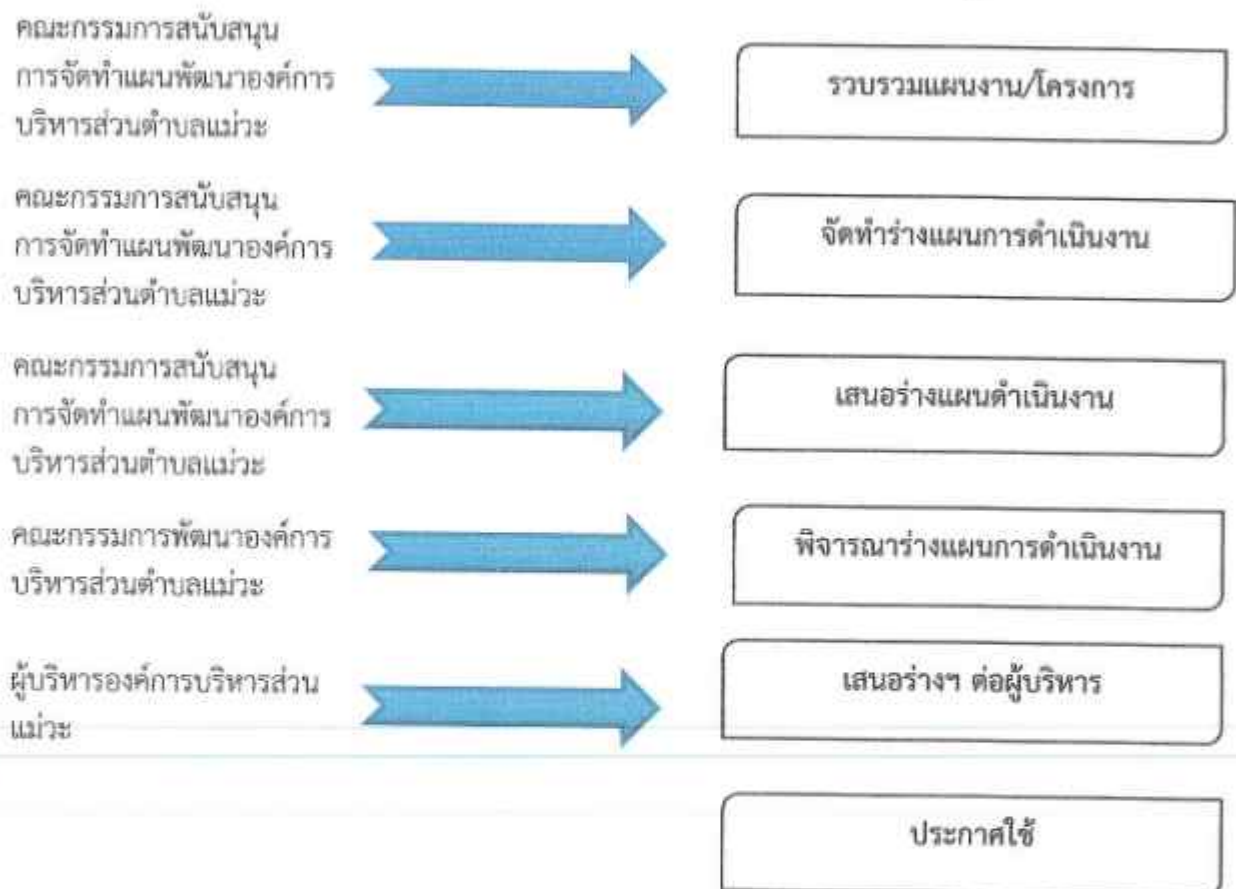 คณะกรรมการสนับสนุน
การจัดทำแผนพัฒนาองค์การ
บริหารส่วนตำบลแม่วะ
รวบรวมแผนงาน/โครงการ
คณะกรรมการสนับสนุน
การจัดทำแผนพัฒนาองค์การ
บริหารส่วนตำบลแม่วะ
จัดทำร่างแผนการดำเนินงาน
คณะกรรมการสนับสนุน
การจัดทำแผนพัฒนาองค์การ
บริหารส่วนตำบลแม่วะ
เสนอร่างแผนดำเนินงาน
คณะกรรมการพัฒนาองค์การ
บริหารส่วนตำบลแม่วะ
พิจารณาร่างแผนการดำเนินงาน
ผู้บริหารองค์การบริหารส่วน
แม่วะ
เสนอร่างฯ ต่อผู้บริหาร
ประกาศใช้